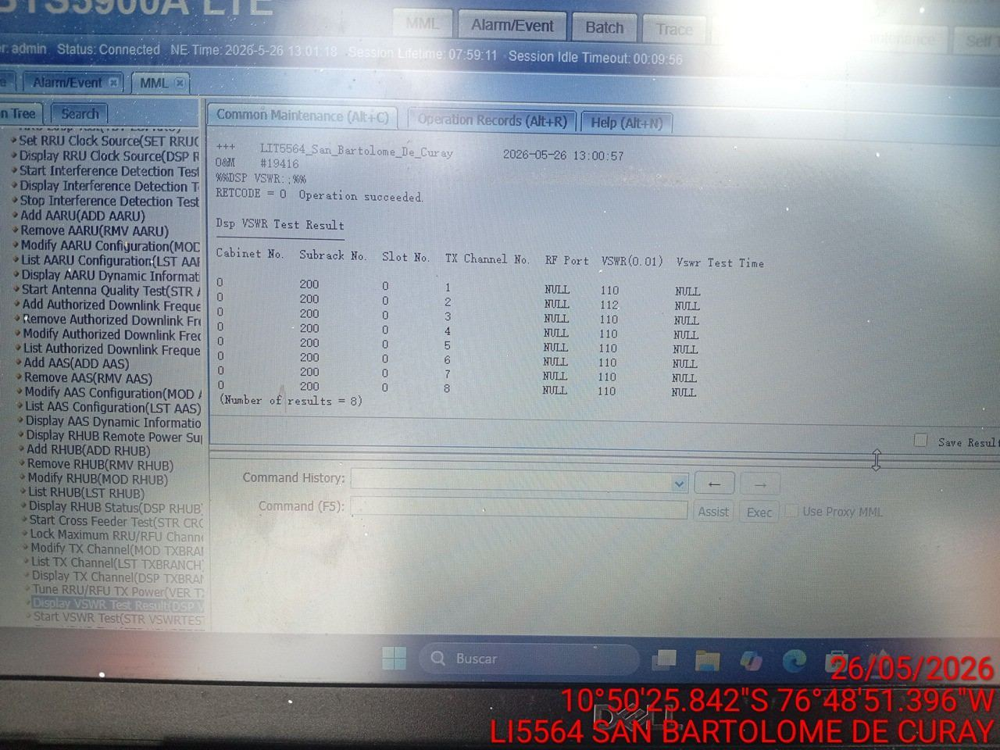 BTS3900A LTE
MML Alarm/Event Batch Trace
admin Status: Connected NE Time: 2026-5-26 13:01:18 Session Lifetime: 07:59:11 Session Idle Timeout: 00:09:56
Alarm/Event MML
n Tree Search
Common Maintenance (Alt+C) Operation Records (Alt+R) Help (Alt+N)
Set RRU Clock Source(SET RRUC
Display RRU Clock Source(DSP R
Start Interference Detection Test
Display Interference Detection T
Stop Interference Detection Test
Add AARU(ADD AARU)
Remove AARU(RMV AARU)
Modify AARU Configuration(MOD
List AARU Configuration(LST AAR
Display AARU Dynamic Informat
Start Antenna Quality Test(STR A
Add Authorized Downlink Freque
Remove Authorized Downlink Fre
Modify Authorized Downlink Freq
List Authorized Downlink Freque
Add AAS(ADD AAS)
Remove AAS(RMV AAS)
Modify AAS Configuration(MOD A
List AAS Configuration(LST AAS)
Display AAS Dynamic Informatio
Display RHUB Remote Power Su
Add RHUB(ADD RHUB)
Remove RHUB(RMV RHUB)
Modify RHUB(MOD RHUB)
List RHUB(LST RHUB)
Display RHUB Status(DSP RHUB
Start Cross Feeder Test(STR CRC
Lock Maximum RRU/RFU Channe
Modify TX Channel(MOD TXBRA
List TX Channel(LST TXBRANCH
Display TX Channel(DSP TXBRA
Tune RRU/RFU TX Power(VER T
Display VSWR Test Result(DSP V
Start VSWR Test(STR VSWRTES
+++ LIT5564_San_Bartolome_De_Curay 2026-05-26 13:00:57
O&M #19416
%%DSP VSWR:;%%
RETCODE = 0 Operation succeeded.
Dsp VSWR Test Result
Cabinet No. Subrack No. Slot No. TX Channel No. RF Port VSWR(0.01) Vswr Test Time
0 200 0 1 NULL 110 NULL
0 200 0 2 NULL 112 NULL
0 200 0 3 NULL 110 NULL
0 200 0 4 NULL 110 NULL
0 200 0 5 NULL 110 NULL
0 200 0 6 NULL 110 NULL
0 200 0 7 NULL 110 NULL
0 200 0 8 NULL 110 NULL
(Number of results = 8)
Save Result
Command History: ← →
Command (F5): Assist Exec Use Proxy MML
Buscar
DELL
26/05/2026
10°50'25.842"S 76°48'51.396"W
LI5564 SAN BARTOLOME DE CURAY